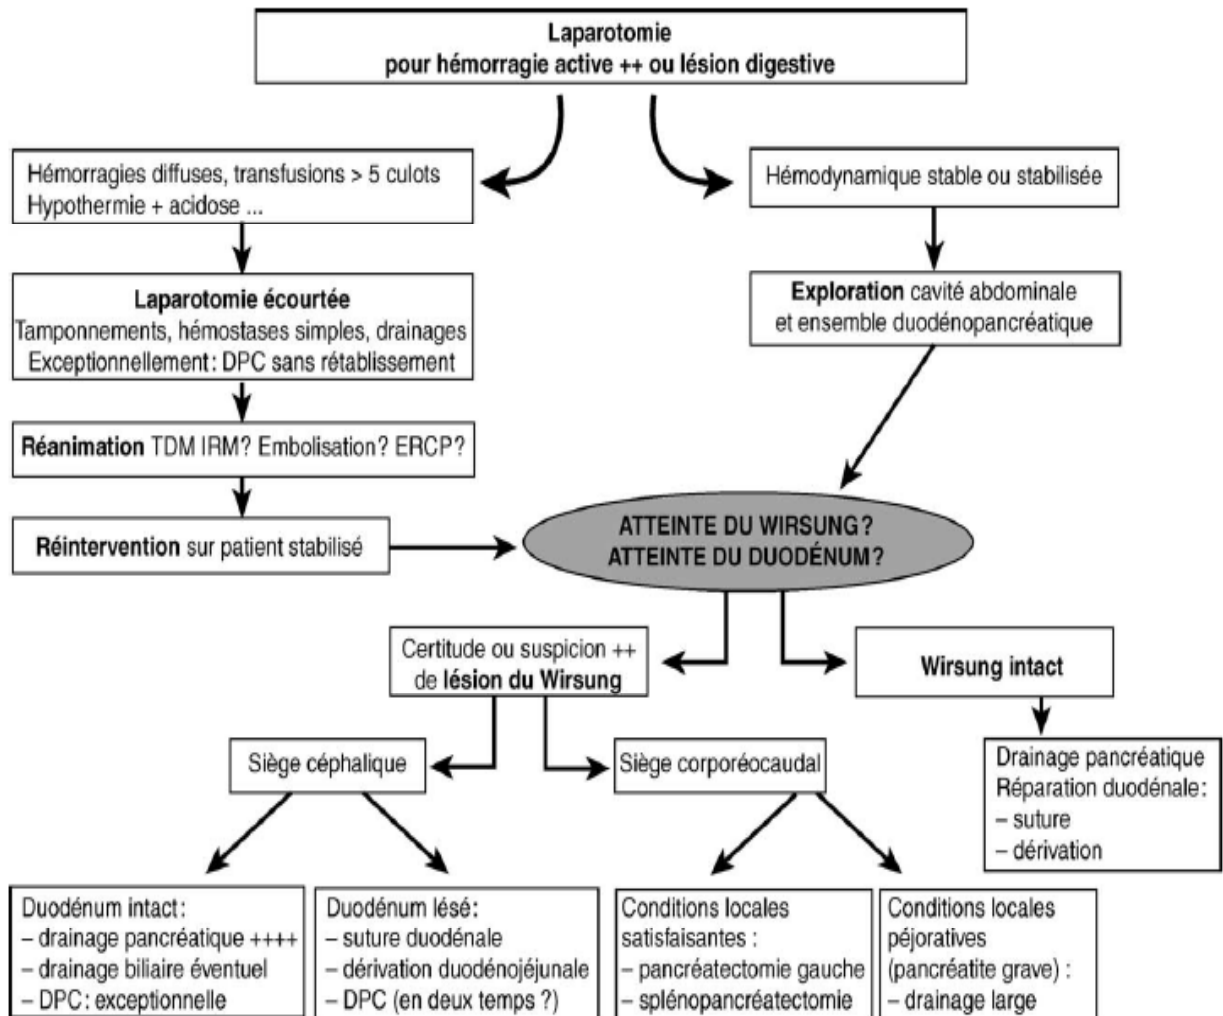 Laparotomie
pour hémorragie active ++ ou lésion digestive
Hémorragies diffuses, transfusions > 5 culots
Hypothermie + acidose ...
Hémodynamique stable ou stabilisée
Laparotomie écourtée
Tamponnements, hémostases simples, drainages
Exceptionnellement: DPC sans rétablissement
Exploration cavité abdominale
et ensemble duodénopancréatique
Réanimation TDM IRM? Embolisation? ERCP?
Réintervention sur patient stabilisé
ATTEINTE DU WIRSUNG?
ATTEINTE DU DUODÉNUM?
Certitude ou suspicion ++
de lésion du Wirsung
Wirsung intact
Siège céphalique
Siège corporéocaudal
Drainage pancréatique
Réparation duodénale:
– suture
– dérivation
Duodénum intact:
– drainage pancréatique ++++
– drainage biliaire éventuel
– DPC: exceptionnelle
Duodénum lésé:
– suture duodénale
– dérivation duodénojéjunale
– DPC (en deux temps ?)
Conditions locales
satisfaisantes :
– pancréatectomie gauche
– splénopancréatectomie
Conditions locales
péjoratives
(pancréatite grave) :
– drainage large